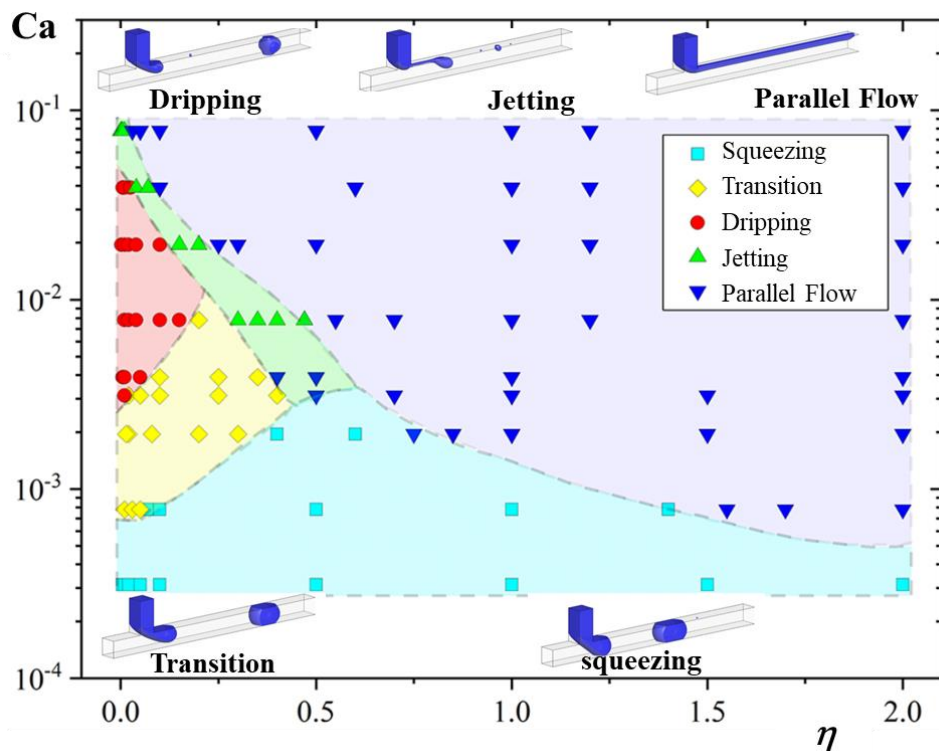 Ca
Dripping
Jetting
Parallel Flow
10⁻¹
Squeezing
Transition
Dripping
Jetting
Parallel Flow
10⁻²
10⁻³
Transition
squeezing
10⁻⁴
0.0 0.5 1.0 1.5 2.0
η